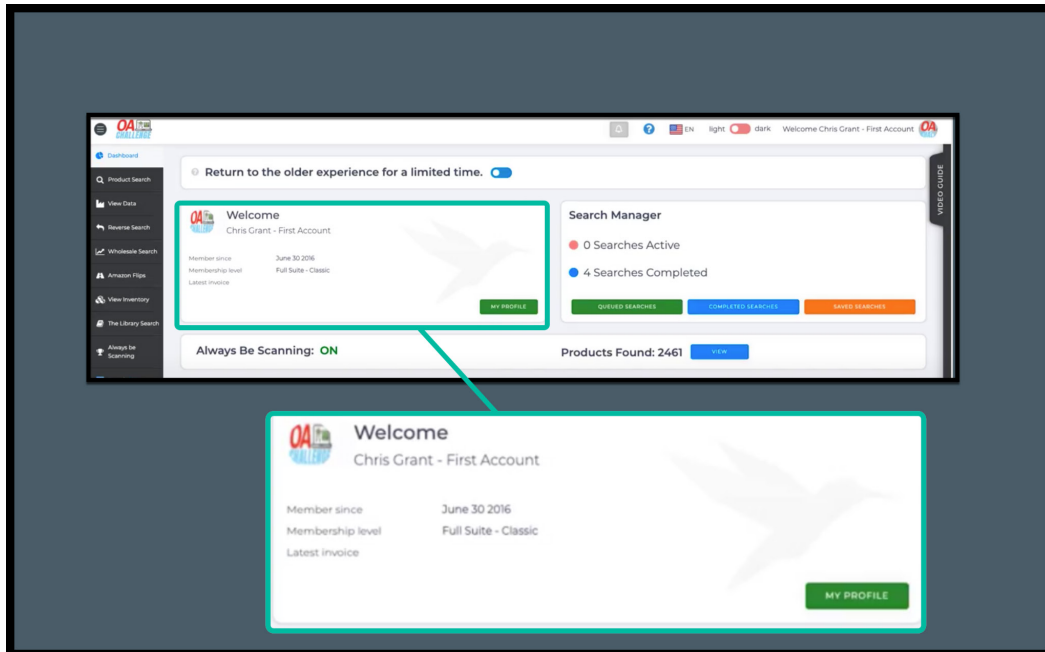 OA CHALLENGE
EN light dark Welcome Chris Grant - First Account OA
Dashboard
Product Search
View Data
Reverse Search
Wholesale Search
Amazon Flips
View Inventory
The Library Search
Always be
Scanning
Return to the older experience for a limited time.
OA CHALLENGE
Welcome
Chris Grant - First Account
Member since June 30 2016
Membership level Full Suite - Classic
Latest invoice
MY PROFILE
Search Manager
0 Searches Active
4 Searches Completed
QUEUED SEARCHES COMPLETED SEARCHES SAVED SEARCHES
VIDEO GUIDE
Always Be Scanning: ON
Products Found: 2461 VIEW
OA CHALLENGE
Welcome
Chris Grant - First Account
Member since June 30 2016
Membership level Full Suite - Classic
Latest invoice
MY PROFILE